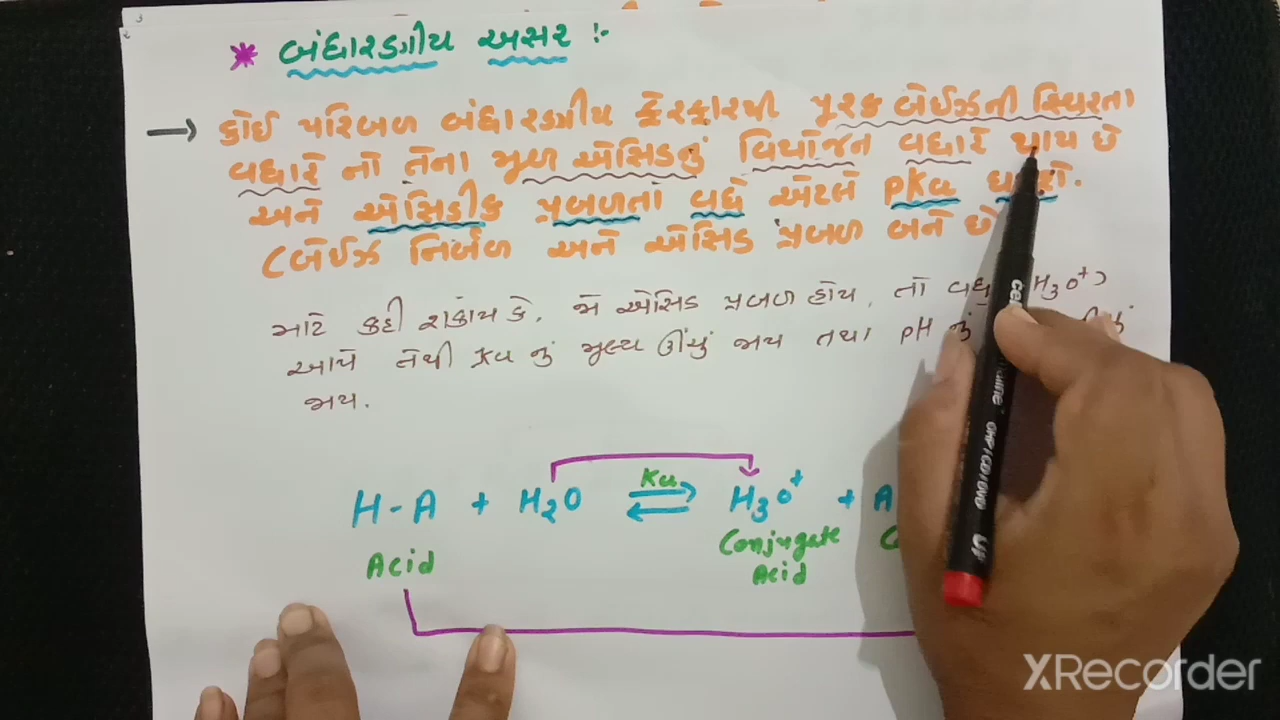 * બંધારણીય અસર :-
→ કોઈ પરિબળ બંધારણીય ફેરફારથી પૂરક બેઈઝની સ્થિરતા
વધારે તો તેના મૂળ એસિડનું વિયોજન વધારે થાય છે
અને એસિડીક પ્રબળતા વધે એટલે pKa
(બેઈઝ નિર્બળ અને એસિડ પ્રબળ બને છે
માટે કહી શકાય કે, જો એસિડ પ્રબળ હોય, તો વધુ H3O+
આપે તેથી Ka નું મૂલ્ય ઊંચું જાય તથા pH નું
જાય.
Ka
H-A + H2O ⇌ H3O+ + A
Acid
Conjugate
Acid
XRecorder